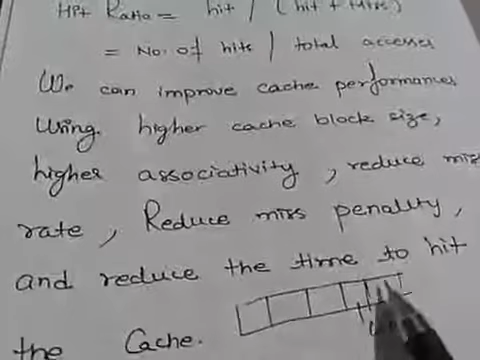 Hit Ratio = hit / (hit + Miss)
= No. of hits / total accesses
We can improve cache performance
Using higher cache block size,
higher associativity, reduce miss
rate, Reduce miss penality,
and reduce the time to hit
the Cache.